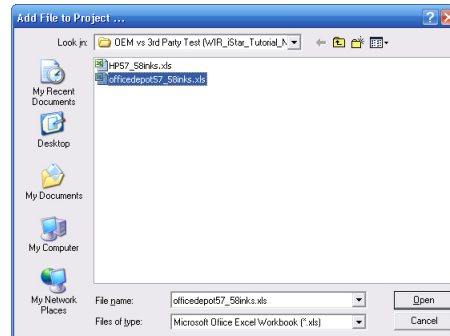 Add File to Project ...
Look in:
OEM vs 3rd Party Test (WIR_iStar_Tutorial_N
HP57_58inks.xls
officedepot57_58inks.xls
My Recent
Documents
Desktop
My Documents
My Computer
My Network
Places
File name:
officedepot57_58inks.xls
Open
Files of type:
Microsoft Office Excel Workbook (*.xls)
Cancel